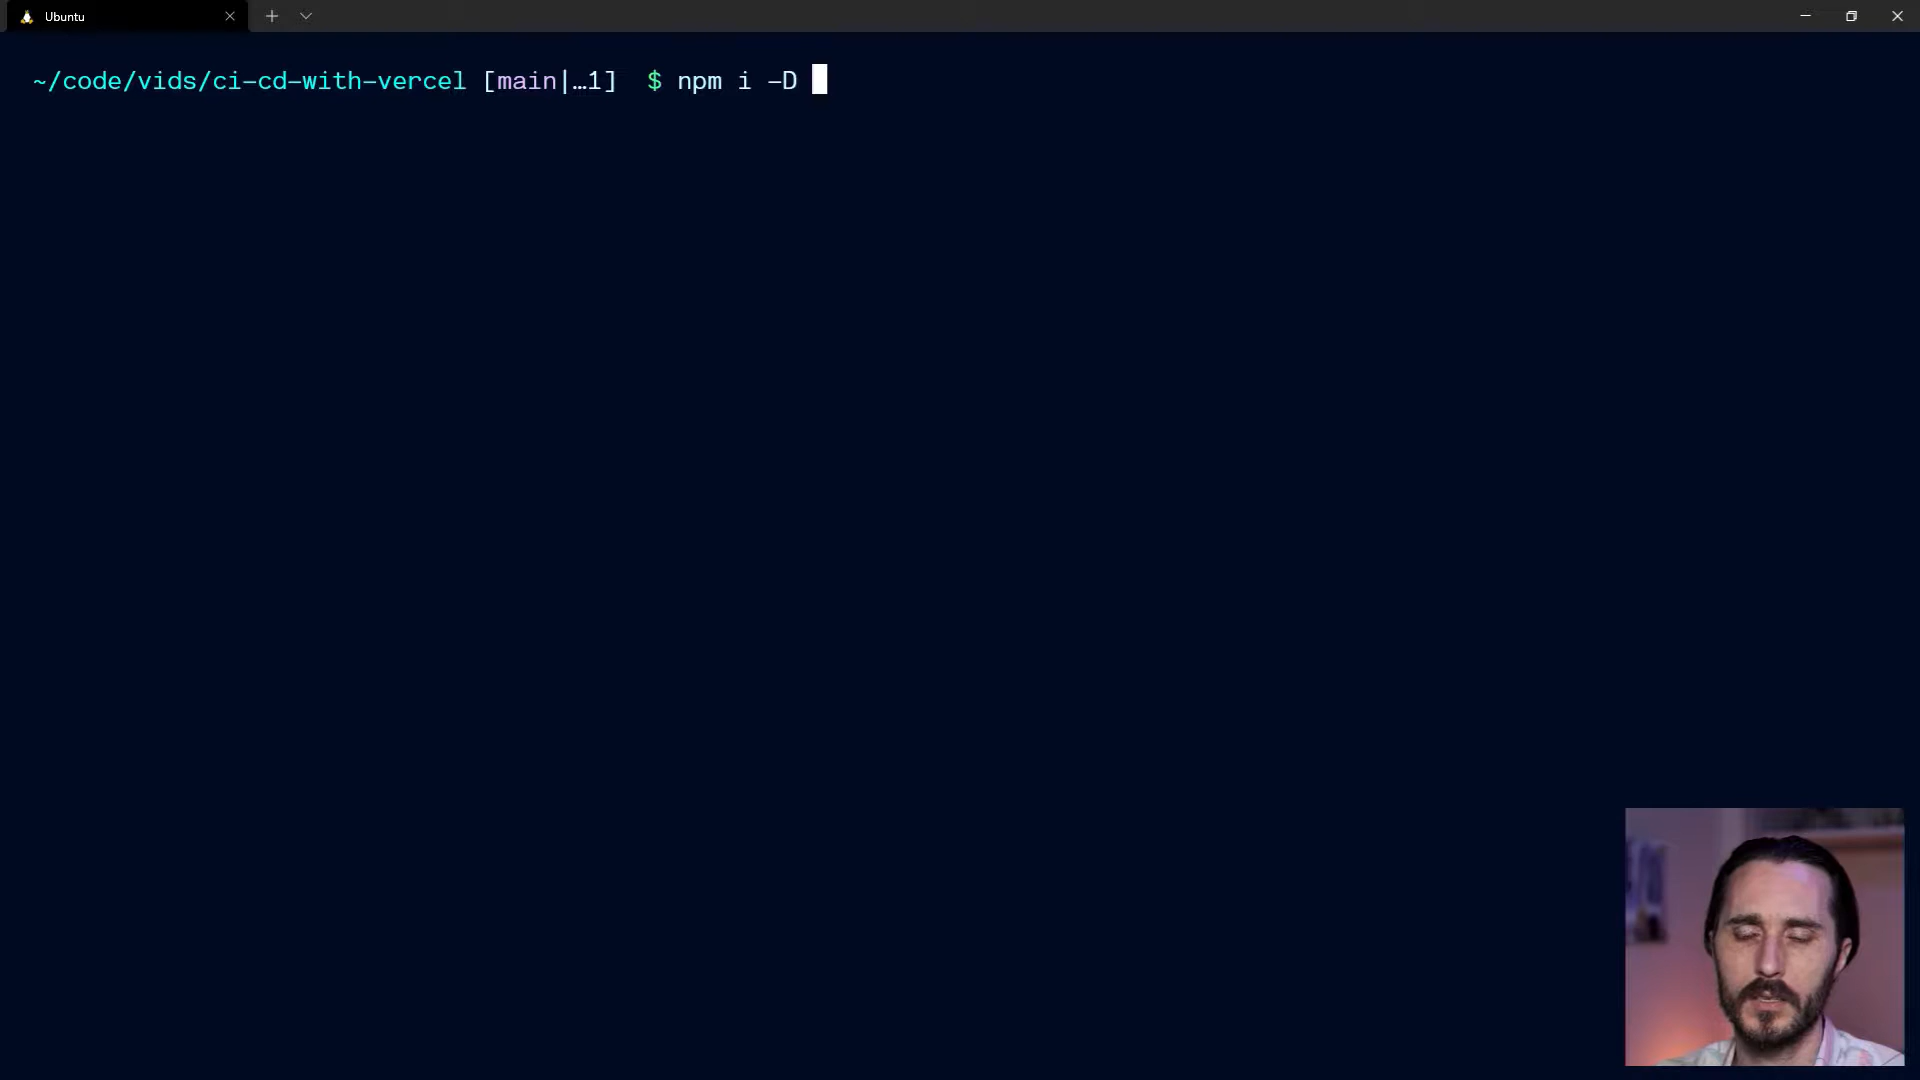 Ubuntu
~/code/vids/ci-cd-with-vercel [main|…1]  $ npm i -D